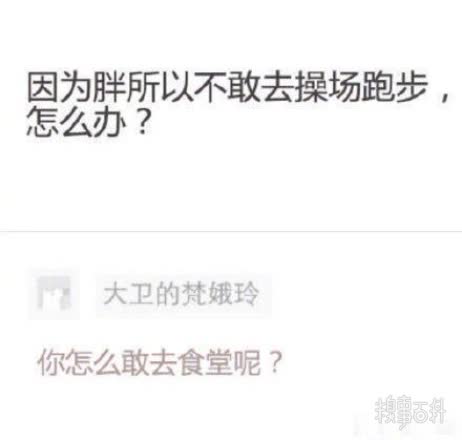 因为胖所以不敢去操场跑步，
怎么办？
大卫的梵娥玲
你怎么敢去食堂呢？
糗事百科